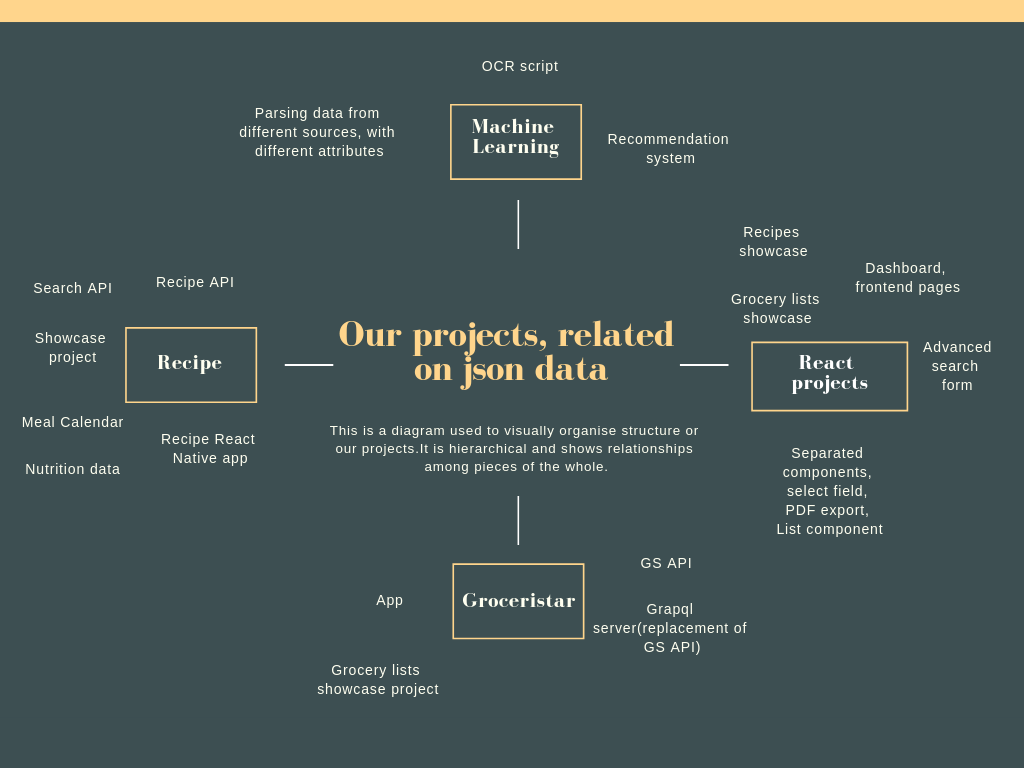 OCR script
Parsing data from
different sources, with
different attributes
Machine
Learning
Recommendation
system
Recipes
showcase
Dashboard,
frontend pages
Grocery lists
showcase
Search API
Recipe API
Showcase
project
Recipe
Our projects, related
on json data
React
projects
Advanced
search
form
Meal Calendar
Recipe React
Native app
Nutrition data
This is a diagram used to visually organise structure or
our projects.It is hierarchical and shows relationships
among pieces of the whole.
Separated
components,
select field,
PDF export,
List component
GS API
App
Groceristar
Grapql
server(replacement of
GS API)
Grocery lists
showcase project